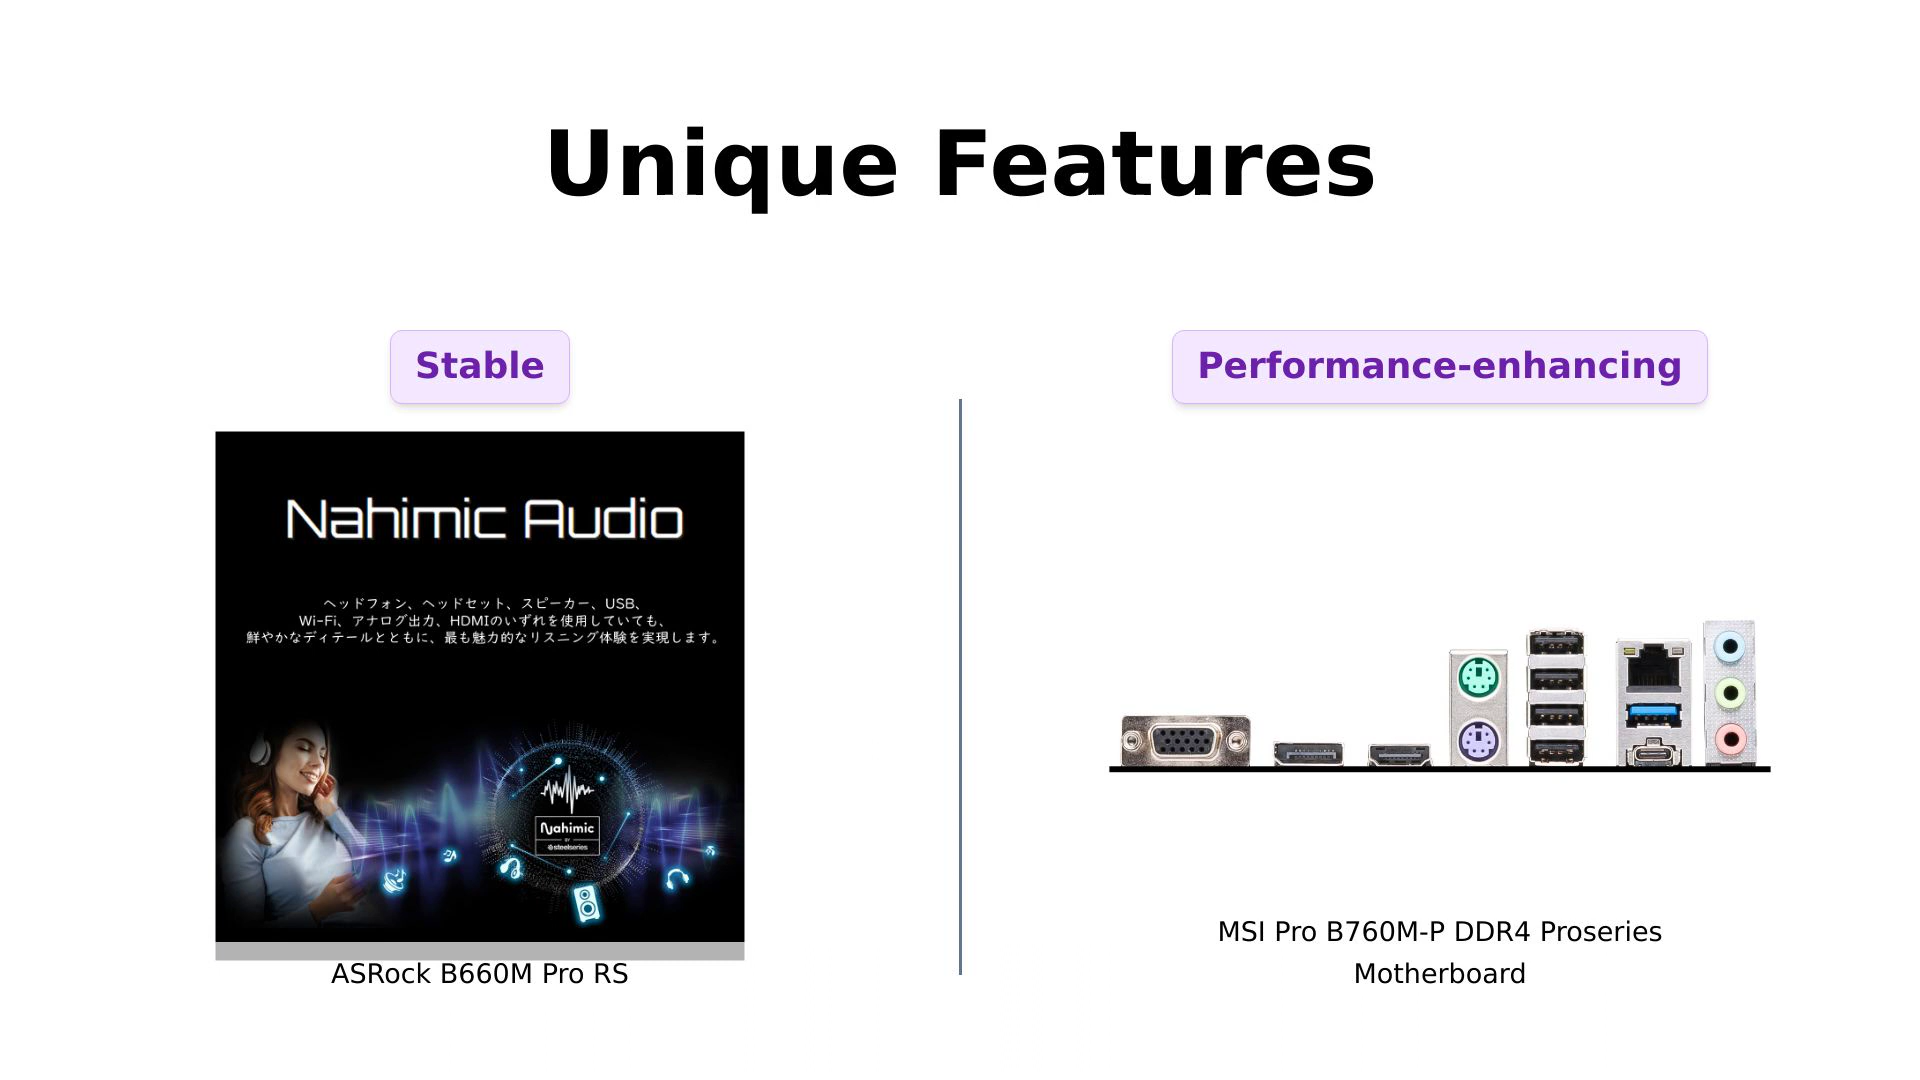 Unique Features
Stable
Performance-enhancing
Nahimic Audio
ヘッドフォン、ヘッドセット、スピーカー、USB、
Wi-Fi、アナログ出力、HDMIのいずれを使用していても、
鮮やかなディテールとともに、最も魅力的なリスニング体験を実現します。
Nahimic
BY
steelseries
ASRock B660M Pro RS
MSI Pro B760M-P DDR4 Proseries
Motherboard